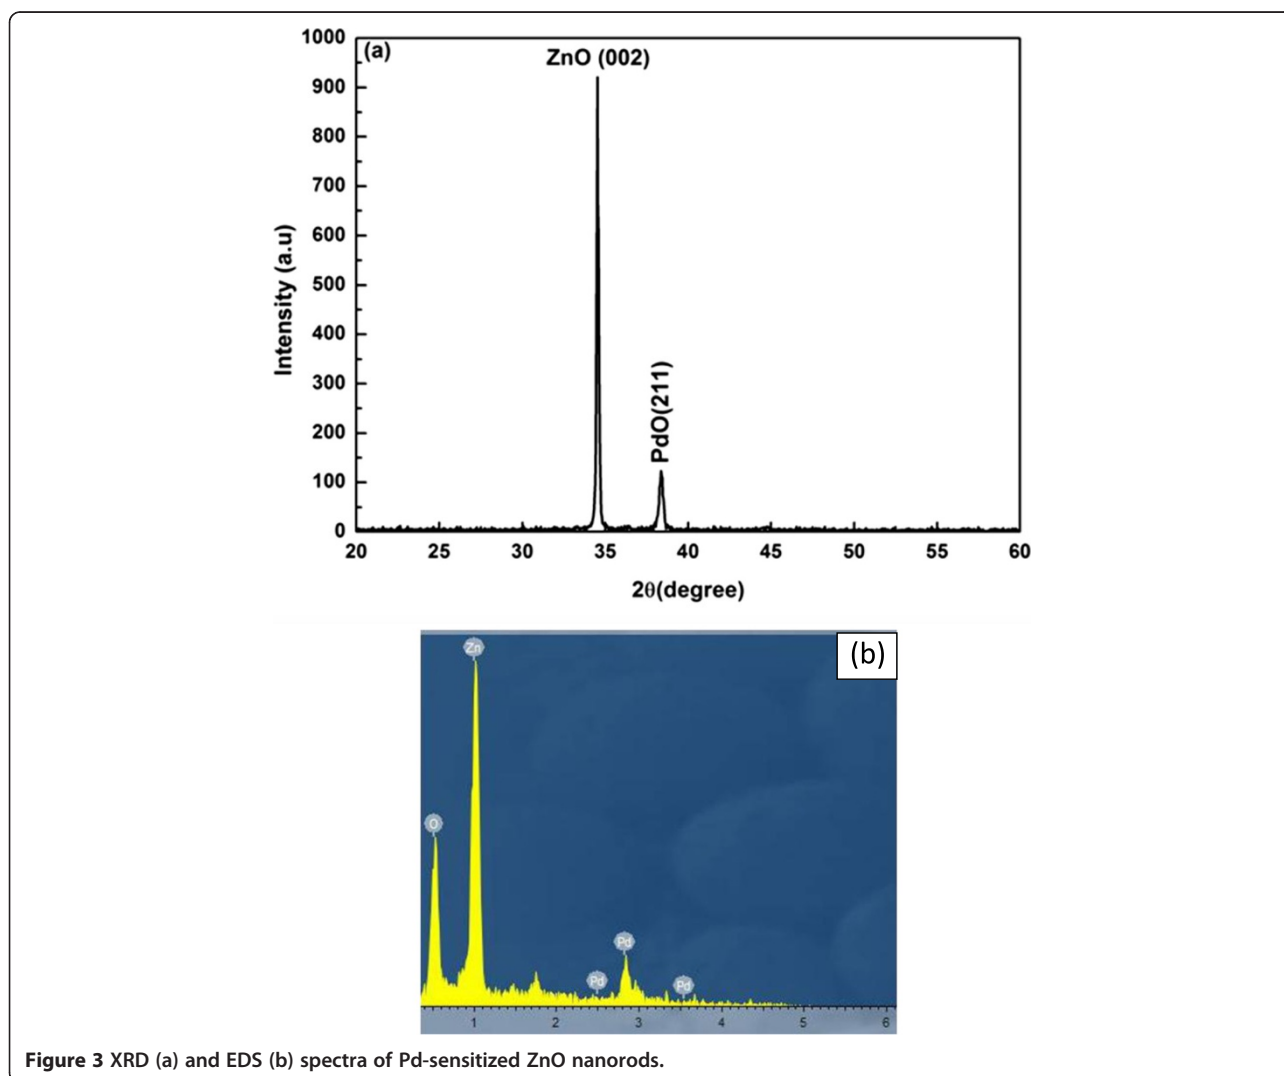 (a)
ZnO (002)
PdO(211)
1000
900
800
700
600
500
400
300
200
100
0
Intensity (a.u)
20 25 30 35 40 45 50 55 60
2θ(degree)
(b)
Zn
O
Pd
Pd
Pd
1 2 3 4 5 6
Figure 3 XRD (a) and EDS (b) spectra of Pd-sensitized ZnO nanorods.